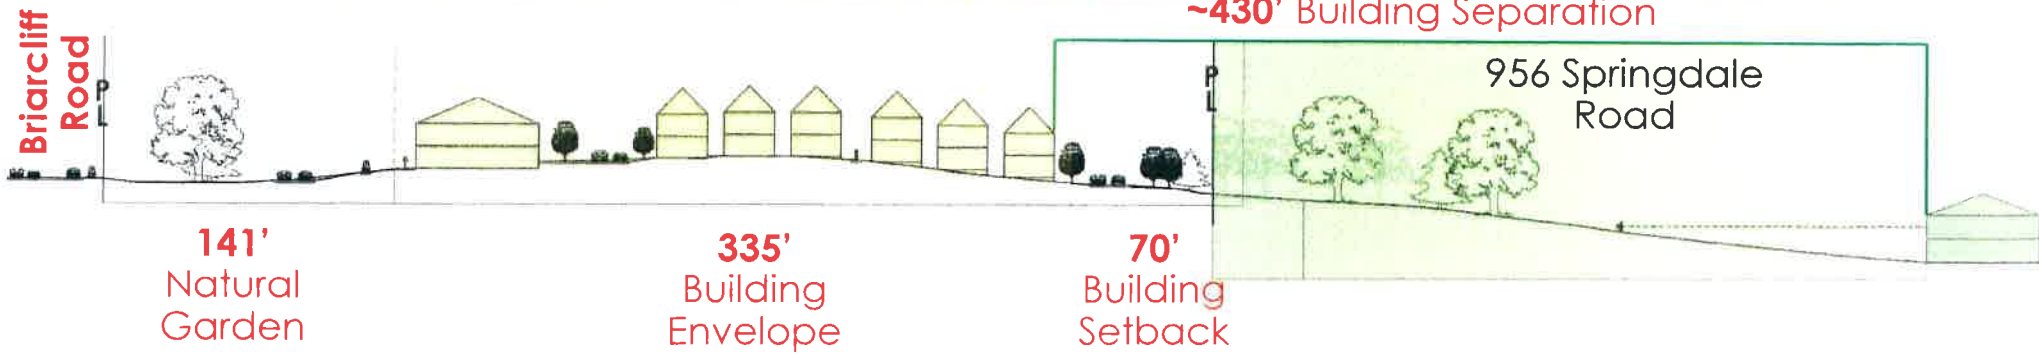 ~430' Building Separation
Briarcliff
Road
P
L
P
L
956 Springdale
Road
141'
Natural
Garden
335'
Building
Envelope
70'
Building
Setback